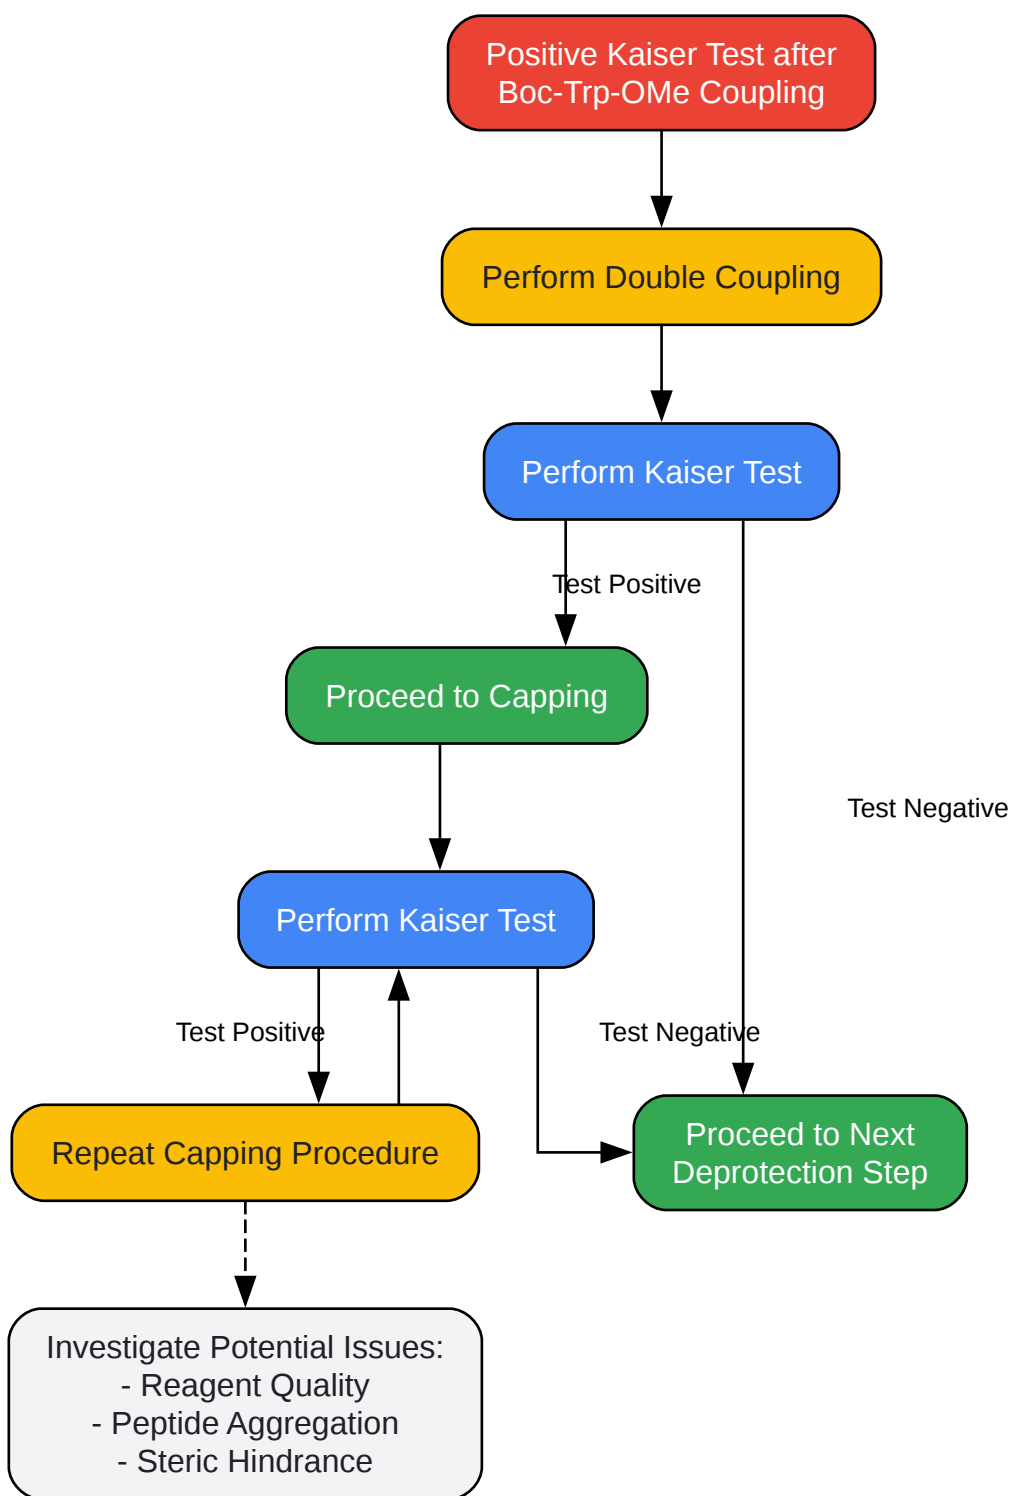 Positive Kaiser Test after
Boc-Trp-OMe Coupling
Perform Double Coupling
Perform Kaiser Test
Test Positive
Proceed to Capping
Test Negative
Perform Kaiser Test
Test Positive
Test Negative
Repeat Capping Procedure
Proceed to Next
Deprotection Step
Investigate Potential Issues:
- Reagent Quality
- Peptide Aggregation
- Steric Hindrance